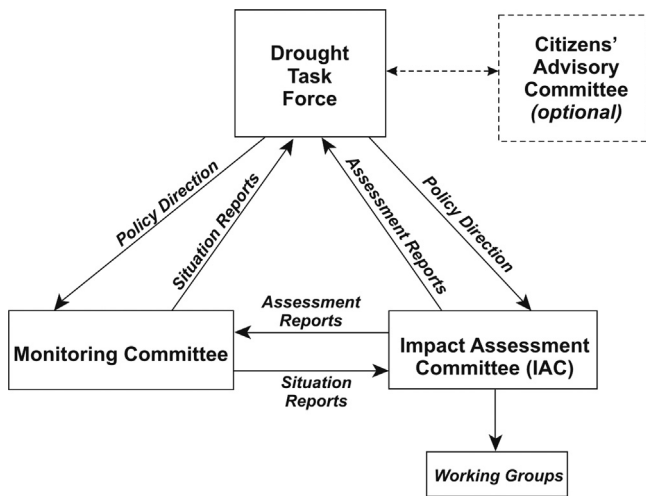 Drought
Task
Force
Citizens’
Advisory
Committee
(optional)
Policy Direction
Situation Reports
Assessment Reports
Policy Direction
Assessment
Reports
Monitoring Committee
Impact Assessment
Committee (IAC)
Situation
Reports
Working Groups